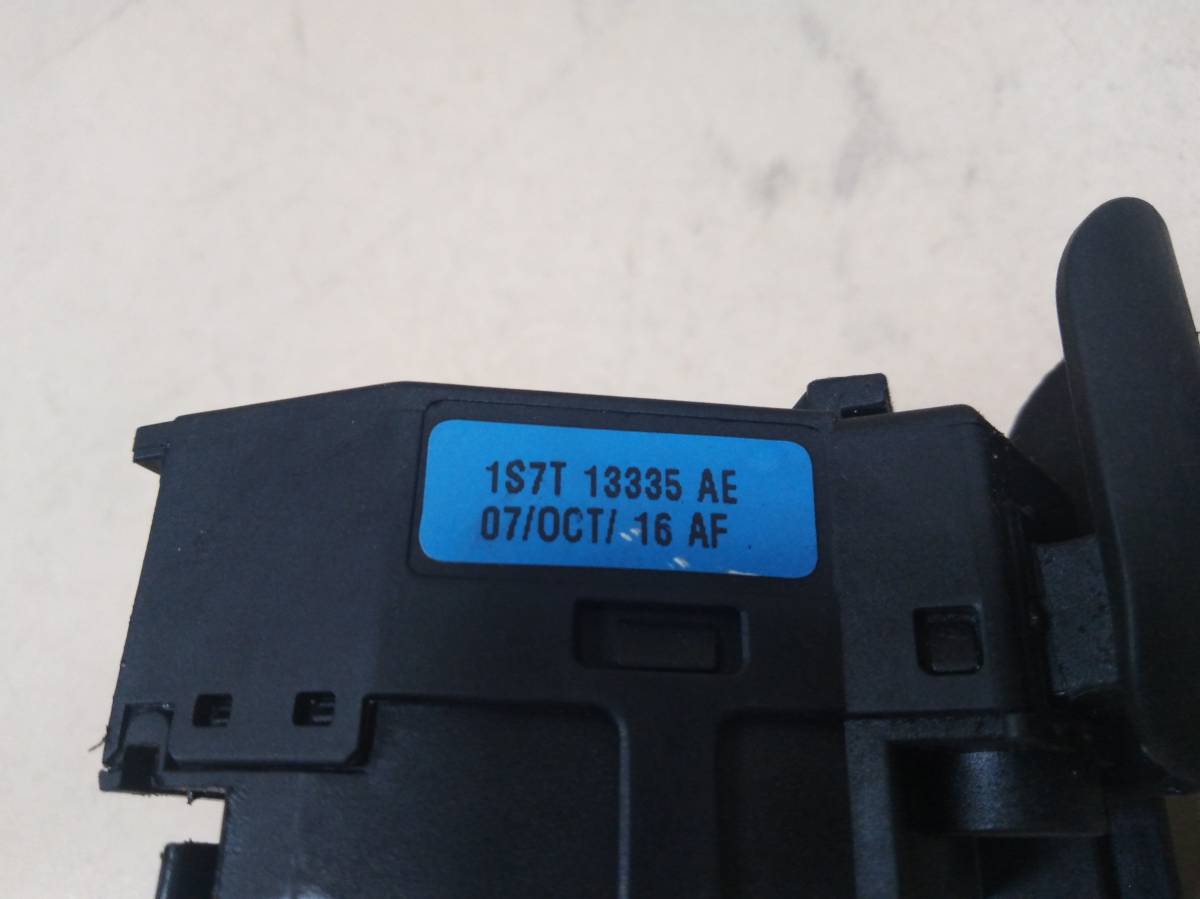 1S7T 13335 AE
07/OCT/ 16 AF